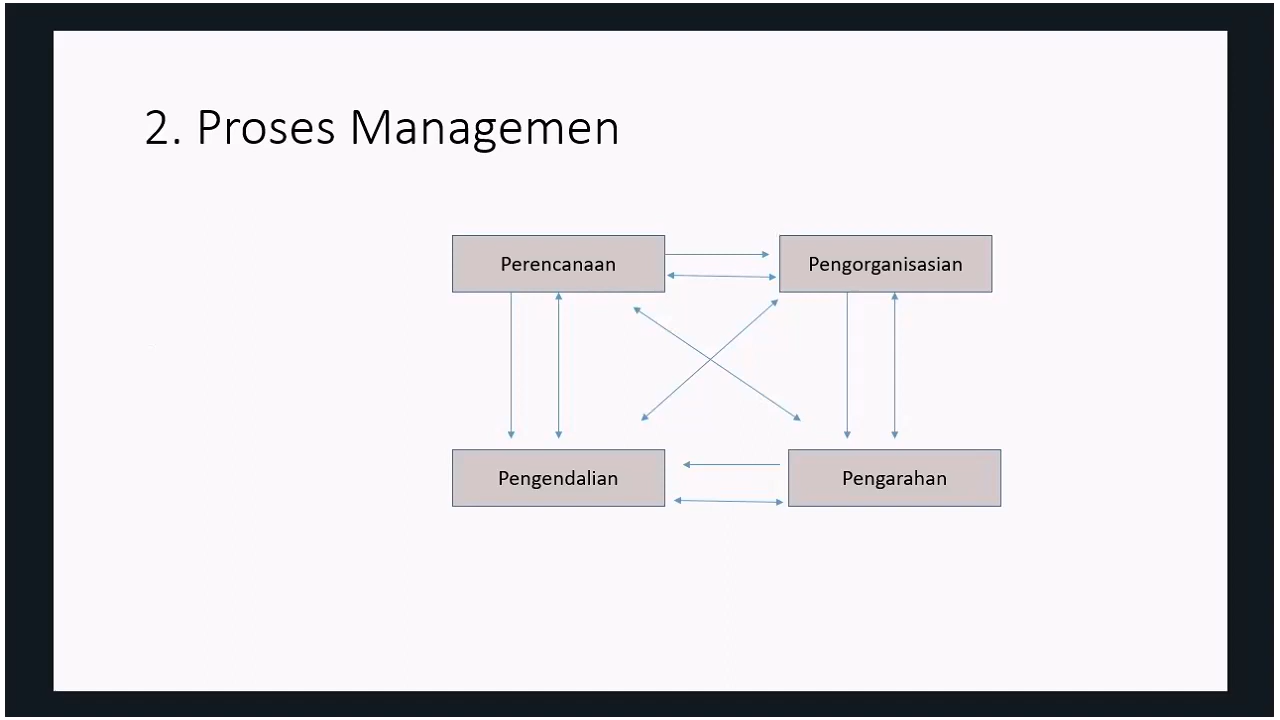 2. Proses Managemen
Perencanaan
Pengorganisasian
Pengendalian
Pengarahan